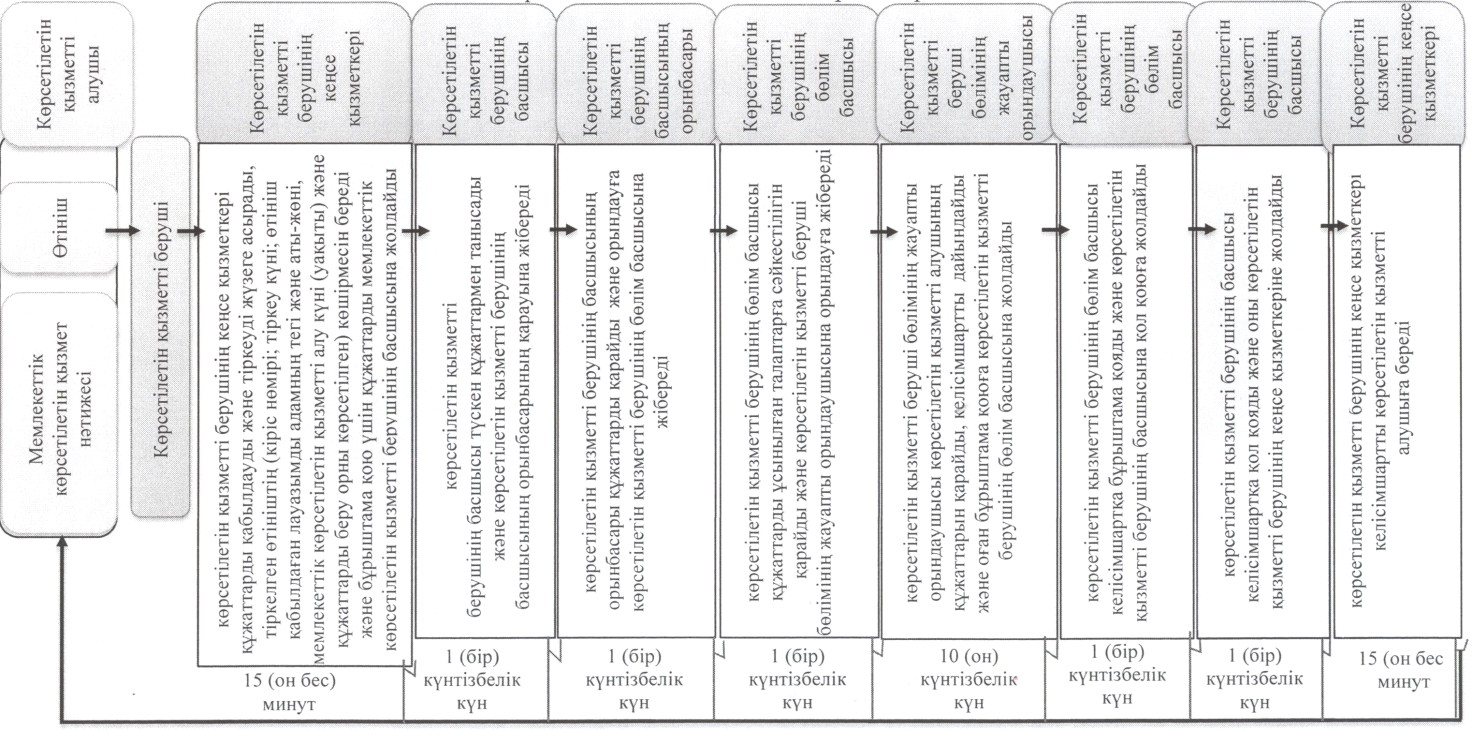 Көрсетілетін
қызметті
алушы
Өтініш
Мемлекеттік
көрсетілетін қызмет
нәтижесі
Көрсетілетін қызметті беруші
Көрсетілетін
қызметті
берушінің
кеңсе
қызметкері
көрсетілетін қызметті берушінің кеңсе қызметкері
құжаттарды қабылдауды және тіркеуді жүзеге асырады,
тіркелген өтініштің (кіріс нөмірі; тіркеу күні; өтініш
қабылдаған лауазымды адамның тегі және аты-жөні,
мемлекеттік көрсетілетін қызметті алу күні (уақыты) және
құжаттарды беру орны көрсетілген) көшірмесін береді
және бұрыштама қою үшін құжаттарды мемлекеттік
көрсетілетін қызметті берушінің басшысына жолдайды
15 (он бес)
минут
Көрсетілетін
қызметті
берушінің
басшысы
көрсетілетін қызметті
берушінің басшысы түскен құжаттармен танысады
және көрсетілетін қызметті берушінің
басшысының орынбасарының қарауына жібереді
1 (бір)
күнтізбелік
күн
Көрсетілетін
қызметті
берушінің
басшысының
орынбасары
көрсетілетін қызметті берушінің басшысының
орынбасары құжаттарды қарайды және орындауға
көрсетілетін қызметті берушінің бөлім басшысына
жібереді
1 (бір)
күнтізбелік
күн
Көрсетілетін
қызметті
берушінің
бөлім
басшысы
көрсетілетін қызметті берушінің бөлім басшысы
құжаттарды ұсынылған талаптарға сәйкестілігін
қарайды және көрсетілетін қызметті беруші
бөлімінің жауапты орындаушысына орындауға жібереді
1 (бір)
күнтізбелік
күн
Көрсетілетін
қызметті
беруші
бөлімінің
жауапты
орындаушысы
көрсетілетін қызметті беруші бөлімінің жауапты
орындаушысы көрсетілетін қызметті алушының
құжаттарын қарайды, келісімшартты дайындайды
және оған бұрыштама қоюға көрсетілетін қызметті
берушінің бөлім басшысына жолдайды
10 (он)
күнтізбелік
күн
Көрсетілетін
қызметті
берушінің
бөлім
басшысы
көрсетілетін қызметті берушінің бөлім басшысы
келісімшартқа бұрыштама қояды және көрсетілетін
қызметті берушінің басшысына қол қоюға жолдайды
1 (бір)
күнтізбелік
күн
Көрсетілетін
қызметті
берушінің
басшысы
көрсетілетін қызметті берушінің басшысы
келісімшартқа қол қояды және оны көрсетілетін
қызметті берушінің кеңсе қызметкеріне жолдайды
1 (бір)
күнтізбелік
күн
Көрсетілетін
қызметті
берушінің кеңсе
қызметкері
көрсетілетін қызметті берушінің кеңсе қызметкері
келісімшартты көрсетілетін қызметті
алушыға береді
15 (он бес
минут